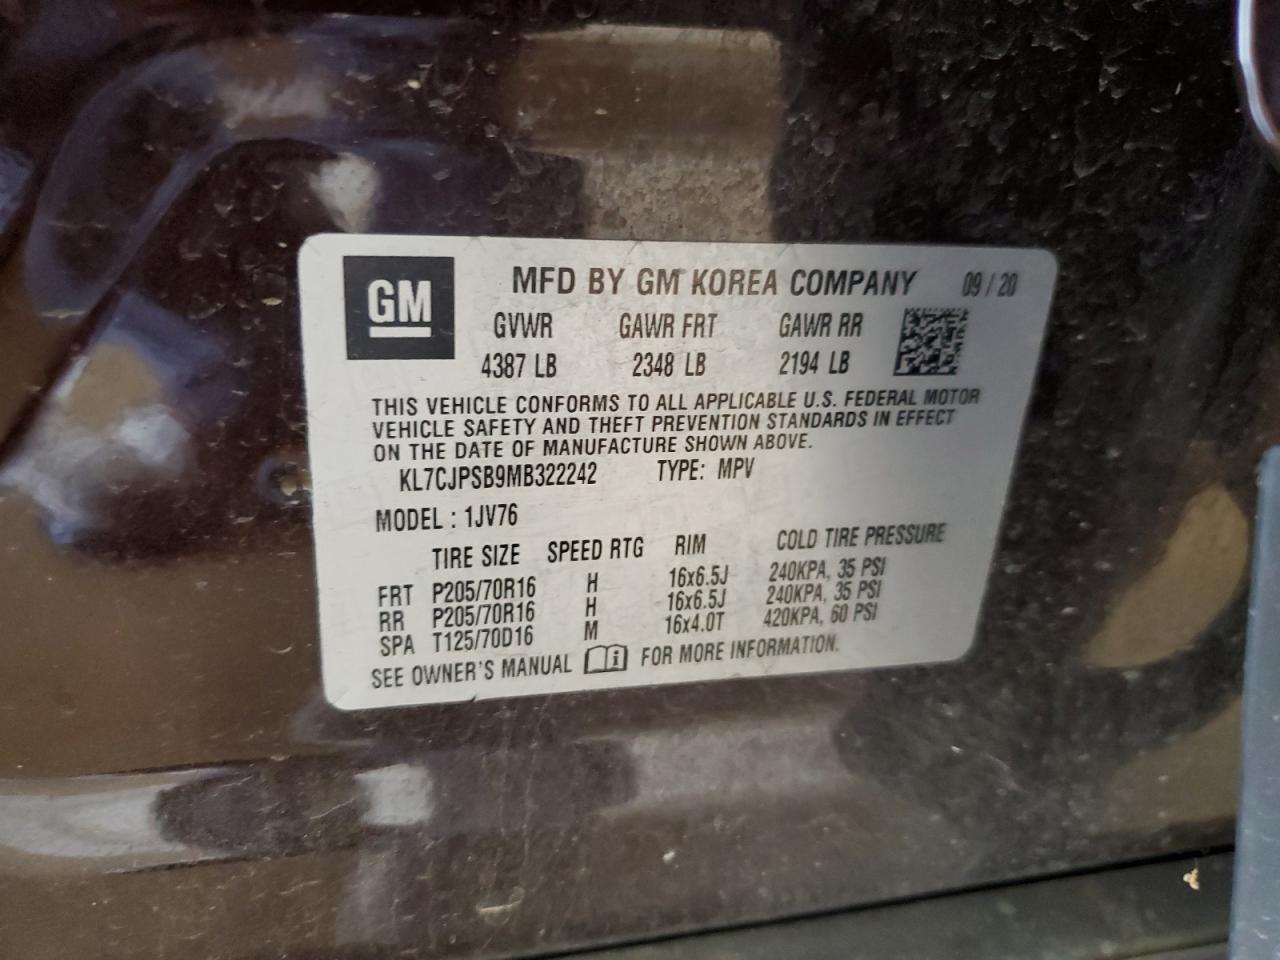 GM
MFD BY GM KOREA COMPANY 09 / 20
GVWR GAWR FRT GAWR RR
4387 LB 2348 LB 2194 LB
THIS VEHICLE CONFORMS TO ALL APPLICABLE U.S. FEDERAL MOTOR
VEHICLE SAFETY AND THEFT PREVENTION STANDARDS IN EFFECT
ON THE DATE OF MANUFACTURE SHOWN ABOVE.
KL7CJPSB9MB322242 TYPE: MPV
MODEL : 1JV76
TIRE SIZE SPEED RTG RIM COLD TIRE PRESSURE
FRT P205/70R16 H 16x6.5J 240KPA, 35 PSI
RR P205/70R16 H 16x6.5J 240KPA, 35 PSI
SPA T125/70D16 M 16x4.0T 420KPA, 60 PSI
SEE OWNER'S MANUAL FOR MORE INFORMATION.